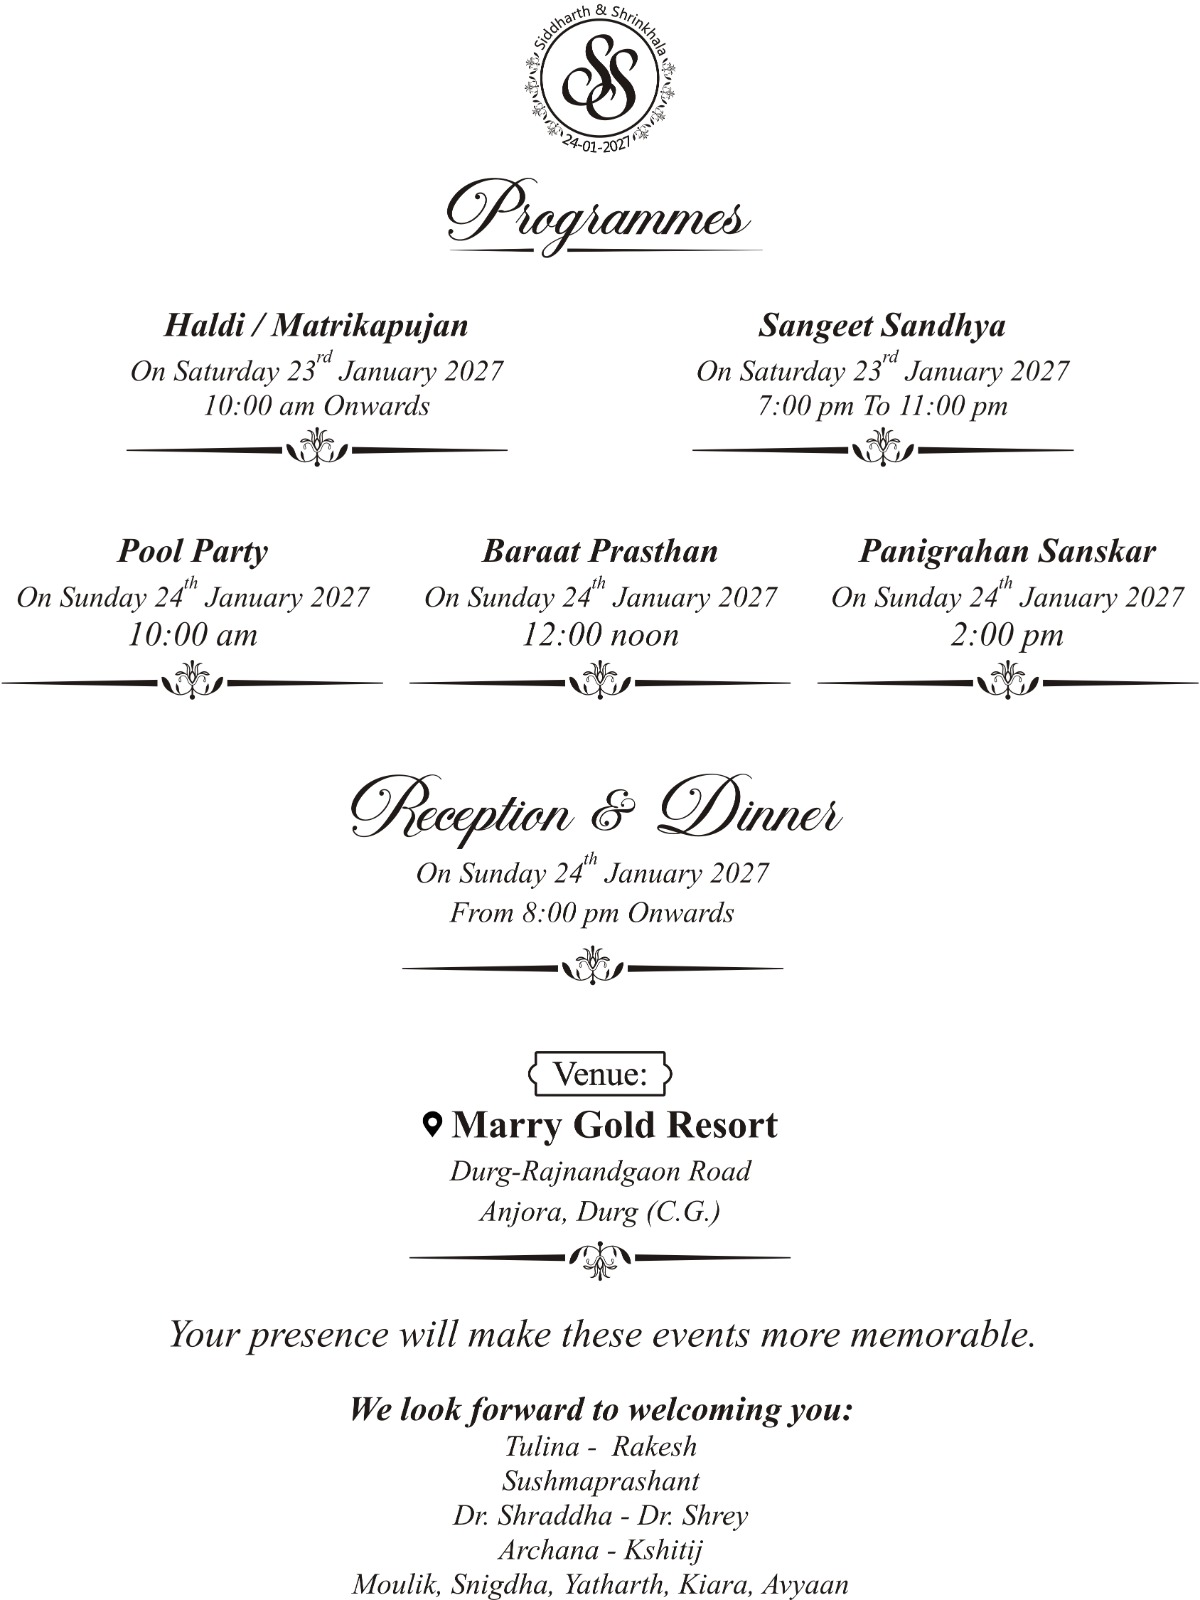 Siddharth & Shrinkhala
SS
24-01-2027
Programmes
Haldi / Matrikapujan
On Saturday 23rd January 2027
10:00 am Onwards
Sangeet Sandhya
On Saturday 23rd January 2027
7:00 pm To 11:00 pm
Pool Party
On Sunday 24th January 2027
10:00 am
Baraat Prasthan
On Sunday 24th January 2027
12:00 noon
Panigrahan Sanskar
On Sunday 24th January 2027
2:00 pm
Reception & Dinner
On Sunday 24th January 2027
From 8:00 pm Onwards
Venue:
Marry Gold Resort
Durg-Rajnandgaon Road
Anjora, Durg (C.G.)
Your presence will make these events more memorable.
We look forward to welcoming you:
Tulina - Rakesh
Sushmaprashant
Dr. Shraddha - Dr. Shrey
Archana - Kshitij
Moulik, Snigdha, Yatharth, Kiara, Avyaan